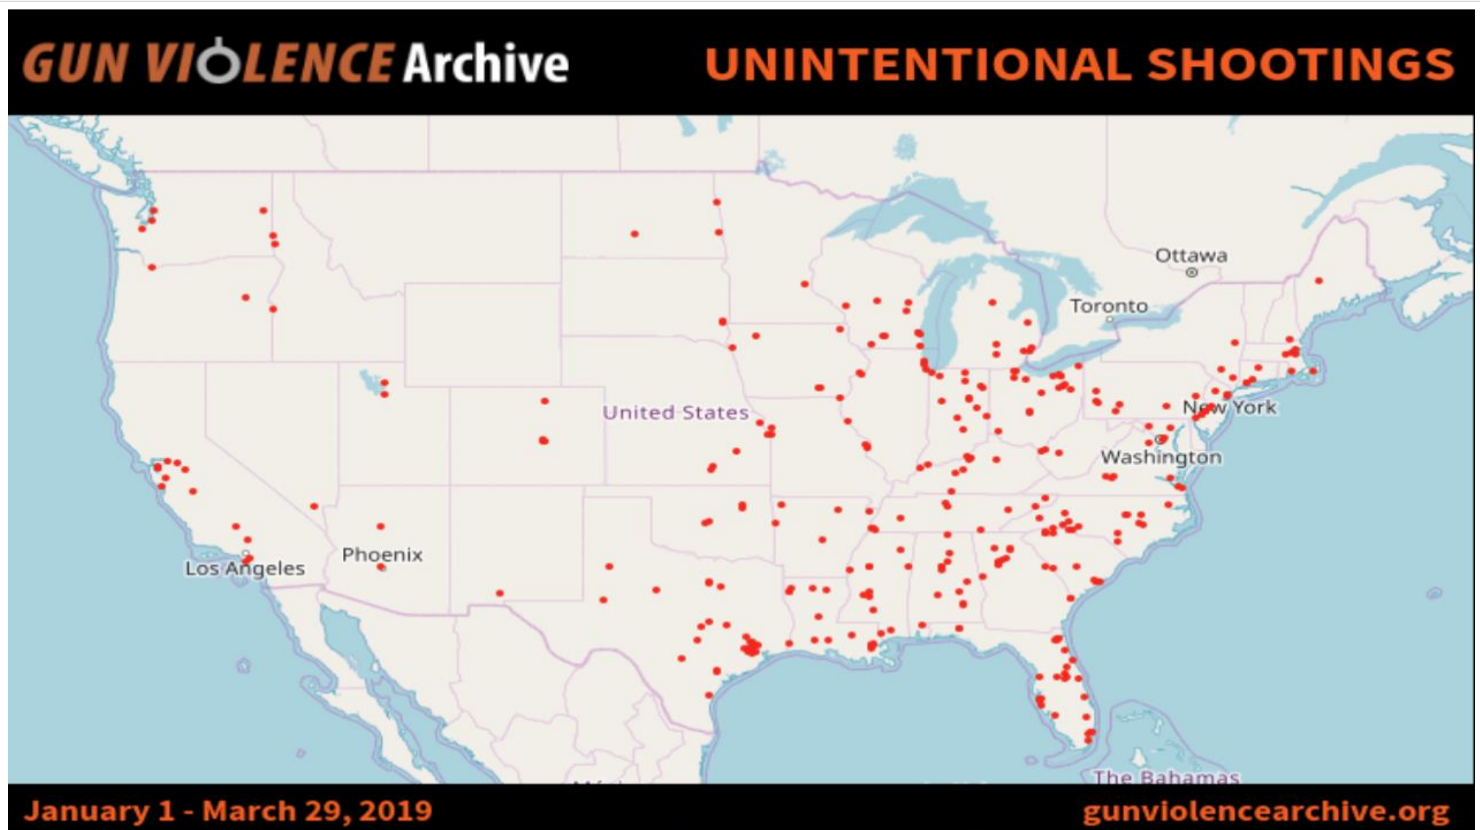 GUN VIOLENCE Archive
UNINTENTIONAL SHOOTINGS
Ottawa
Toronto
United States
New York
Washington
Phoenix
Los Angeles
The Bahamas
January 1 - March 29, 2019
gunviolencearchive.org